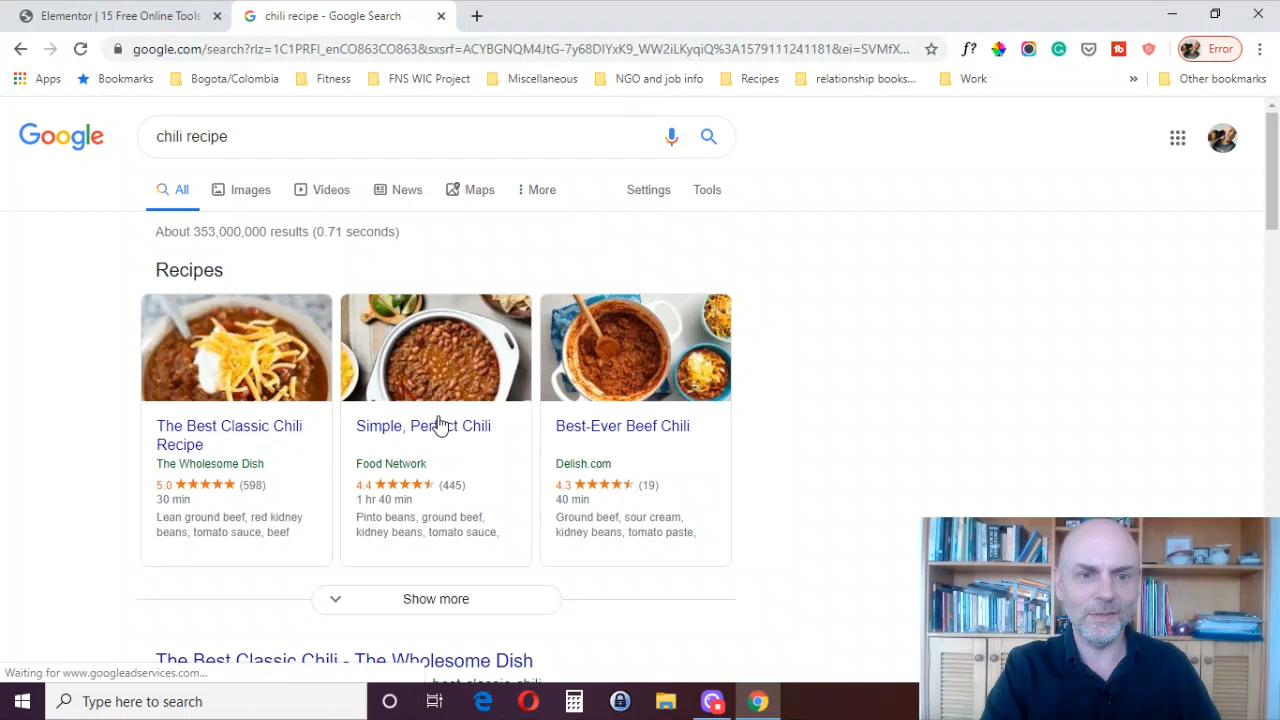 Elementor | 15 Free Online Tools
chili recipe - Google Search
google.com/search?rlz=1C1PRFI_enCO863CO863&sxsrf=ACYBGNQM4JtG-7y68DIYxK9_WW2iLKyqiQ%3A1579111241181&ei=SVMfX...
f?
Error
Apps
Bookmarks
Bogota/Colombia
Fitness
FNS WIC Project
Miscellaneous
NGO and job info
Recipes
relationship books...
Work
»
Other bookmarks
Google
chili recipe
All
Images
Videos
News
Maps
More
Settings
Tools
About 353,000,000 results (0.71 seconds)
Recipes
The Best Classic Chili
Recipe
The Wholesome Dish
5.0 ★★★★★ (598)
30 min
Lean ground beef, red kidney
beans, tomato sauce, beef
Simple, Perfect Chili
Food Network
4.4 (445)
1 hr 40 min
Pinto beans, ground beef,
kidney beans, tomato sauce,
Best-Ever Beef Chili
Delish.com
4.3 (19)
40 min
Ground beef, sour cream,
kidney beans, tomato paste,
Show more
The Best Classic Chili - The Wholesome Dish
Waiting for www.googleadservices.com...
Type here to search